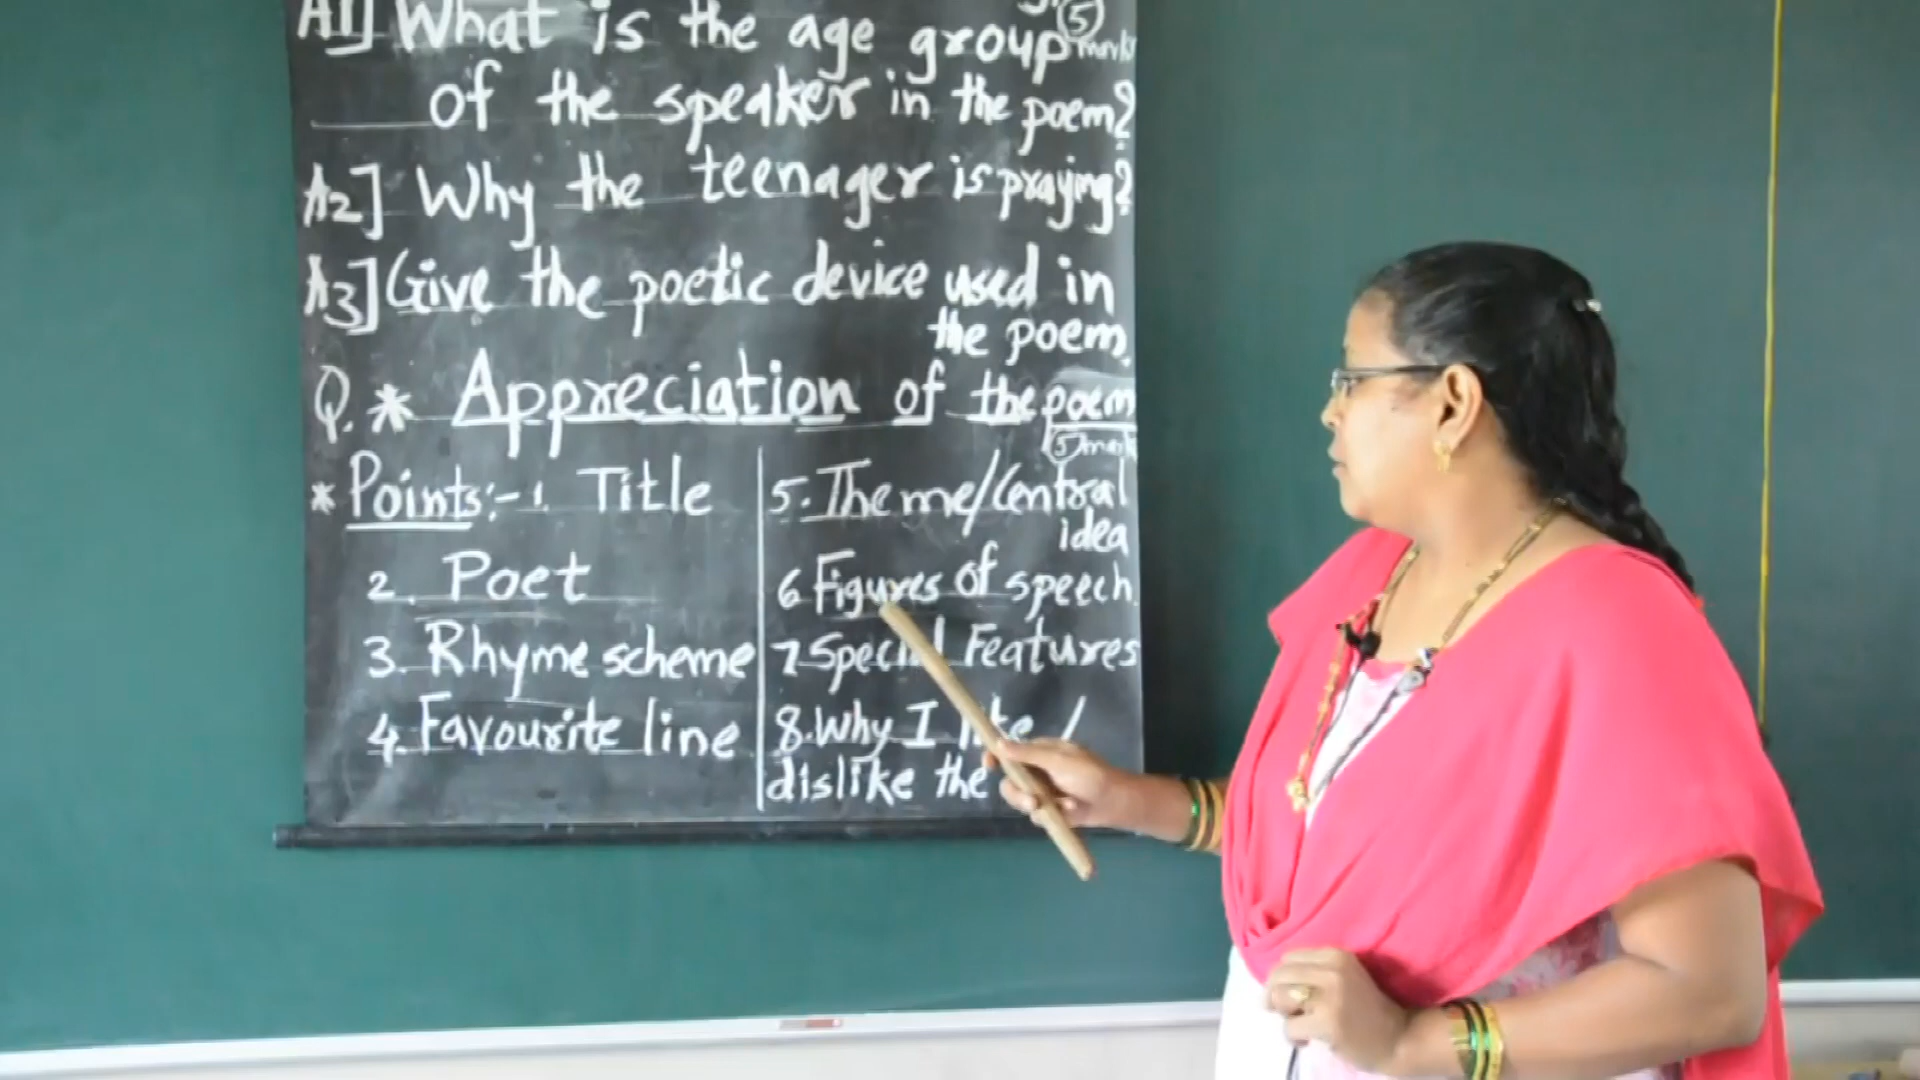 A1] What is the age group
5 marks
of the speaker in the poem?
A2] Why the teenager is praying?
A3] Give the poetic device used in
the poem.
Q. * Appreciation of the poem
5 mark
* Points:- 1. Title
2. Poet
3. Rhyme scheme
4. Favourite line
5. Theme/Central
idea
6 Figures of speech.
7 Special Features
8. Why I like /
dislike the